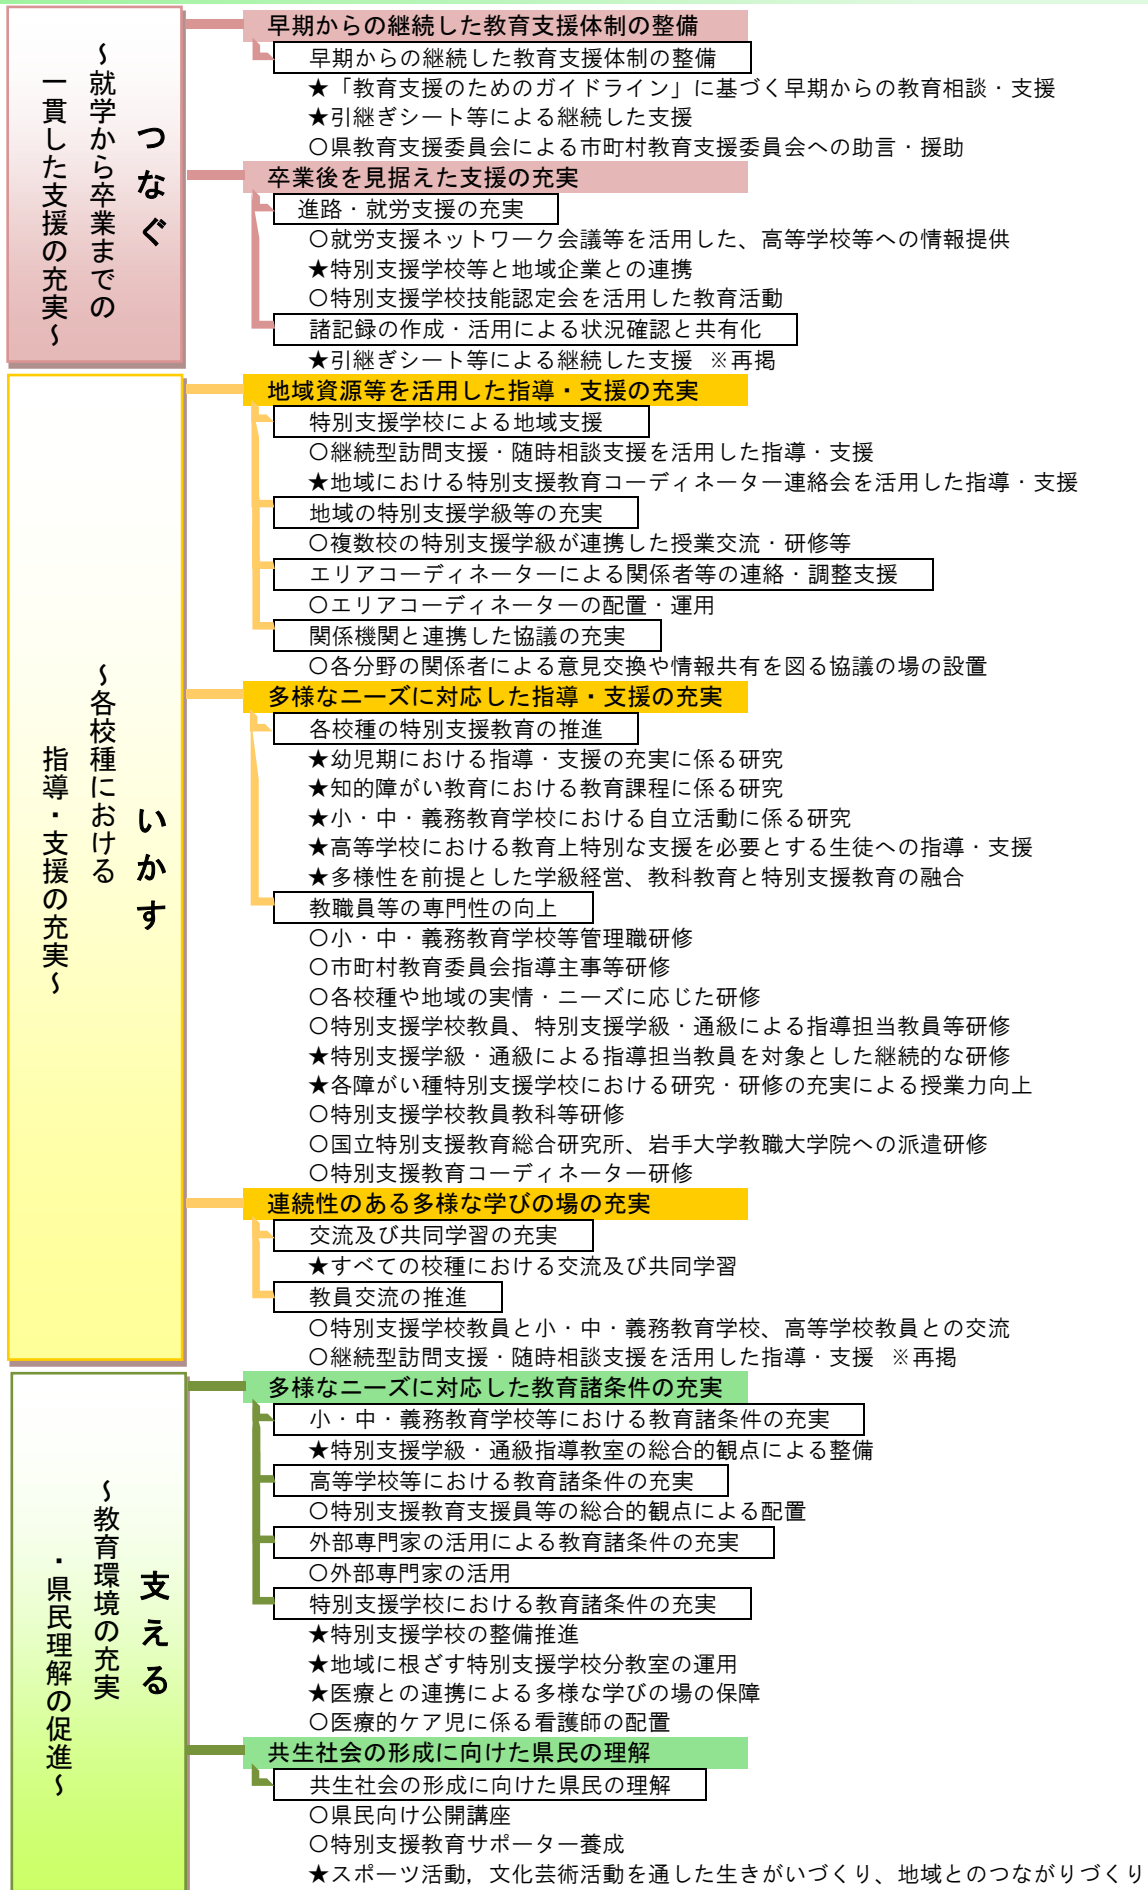 つなぐ
～就学から卒業までの
一貫した支援の充実～
早期からの継続した教育支援体制の整備
早期からの継続した教育支援体制の整備
★「教育支援のためのガイドライン」に基づく早期からの教育相談・支援
★引継ぎシート等による継続した支援
○県教育支援委員会による市町村教育支援委員会への助言・援助
卒業後を見据えた支援の充実
進路・就労支援の充実
○就労支援ネットワーク会議等を活用した、高等学校等への情報提供
★特別支援学校等と地域企業との連携
○特別支援学校技能認定会を活用した教育活動
諸記録の作成・活用による状況確認と共有化
★引継ぎシート等による継続した支援 ※再掲
いかす
～各校種における
指導・支援の充実～
地域資源等を活用した指導・支援の充実
特別支援学校による地域支援
○継続型訪問支援・随時相談支援を活用した指導・支援
★地域における特別支援教育コーディネーター連絡会を活用した指導・支援
地域の特別支援学級等の充実
○複数校の特別支援学級が連携した授業交流・研修等
エリアコーディネーターによる関係者等の連絡・調整支援
○エリアコーディネーターの配置・運用
関係機関と連携した協議の充実
○各分野の関係者による意見交換や情報共有を図る協議の場の設置
多様なニーズに対応した指導・支援の充実
各校種の特別支援教育の推進
★幼児期における指導・支援の充実に係る研究
★知的障がい教育における教育課程に係る研究
★小・中・義務教育学校における自立活動に係る研究
★高等学校における教育上特別な支援を必要とする生徒への指導・支援
★多様性を前提とした学級経営、教科教育と特別支援教育の融合
教職員等の専門性の向上
○小・中・義務教育学校等管理職研修
○市町村教育委員会指導主事等研修
○各校種や地域の実情・ニーズに応じた研修
○特別支援学校教員、特別支援学級・通級による指導担当教員等研修
★特別支援学級・通級による指導担当教員を対象とした継続的な研修
★各障がい種特別支援学校における研究・研修の充実による授業力向上
○特別支援学校教員教科等研修
○国立特別支援教育総合研究所、岩手大学教職大学院への派遣研修
○特別支援教育コーディネーター研修
連続性のある多様な学びの場の充実
交流及び共同学習の充実
★すべての校種における交流及び共同学習
教員交流の推進
○特別支援学校教員と小・中・義務教育学校、高等学校教員との交流
○継続型訪問支援・随時相談支援を活用した指導・支援 ※再掲
支える
～教育環境の充実
・県民理解の促進～
多様なニーズに対応した教育諸条件の充実
小・中・義務教育学校等における教育諸条件の充実
★特別支援学級・通級指導教室の総合的観点による整備
高等学校等における教育諸条件の充実
○特別支援教育支援員等の総合的観点による配置
外部専門家の活用による教育諸条件の充実
○外部専門家の活用
特別支援学校における教育諸条件の充実
★特別支援学校の整備推進
★地域に根ざす特別支援学校分教室の運用
★医療との連携による多様な学びの場の保障
○医療的ケア児に係る看護師の配置
共生社会の形成に向けた県民の理解
共生社会の形成に向けた県民の理解
○県民向け公開講座
○特別支援教育サポーター養成
★スポーツ活動，文化芸術活動を通した生きがいづくり、地域とのつながりづくり